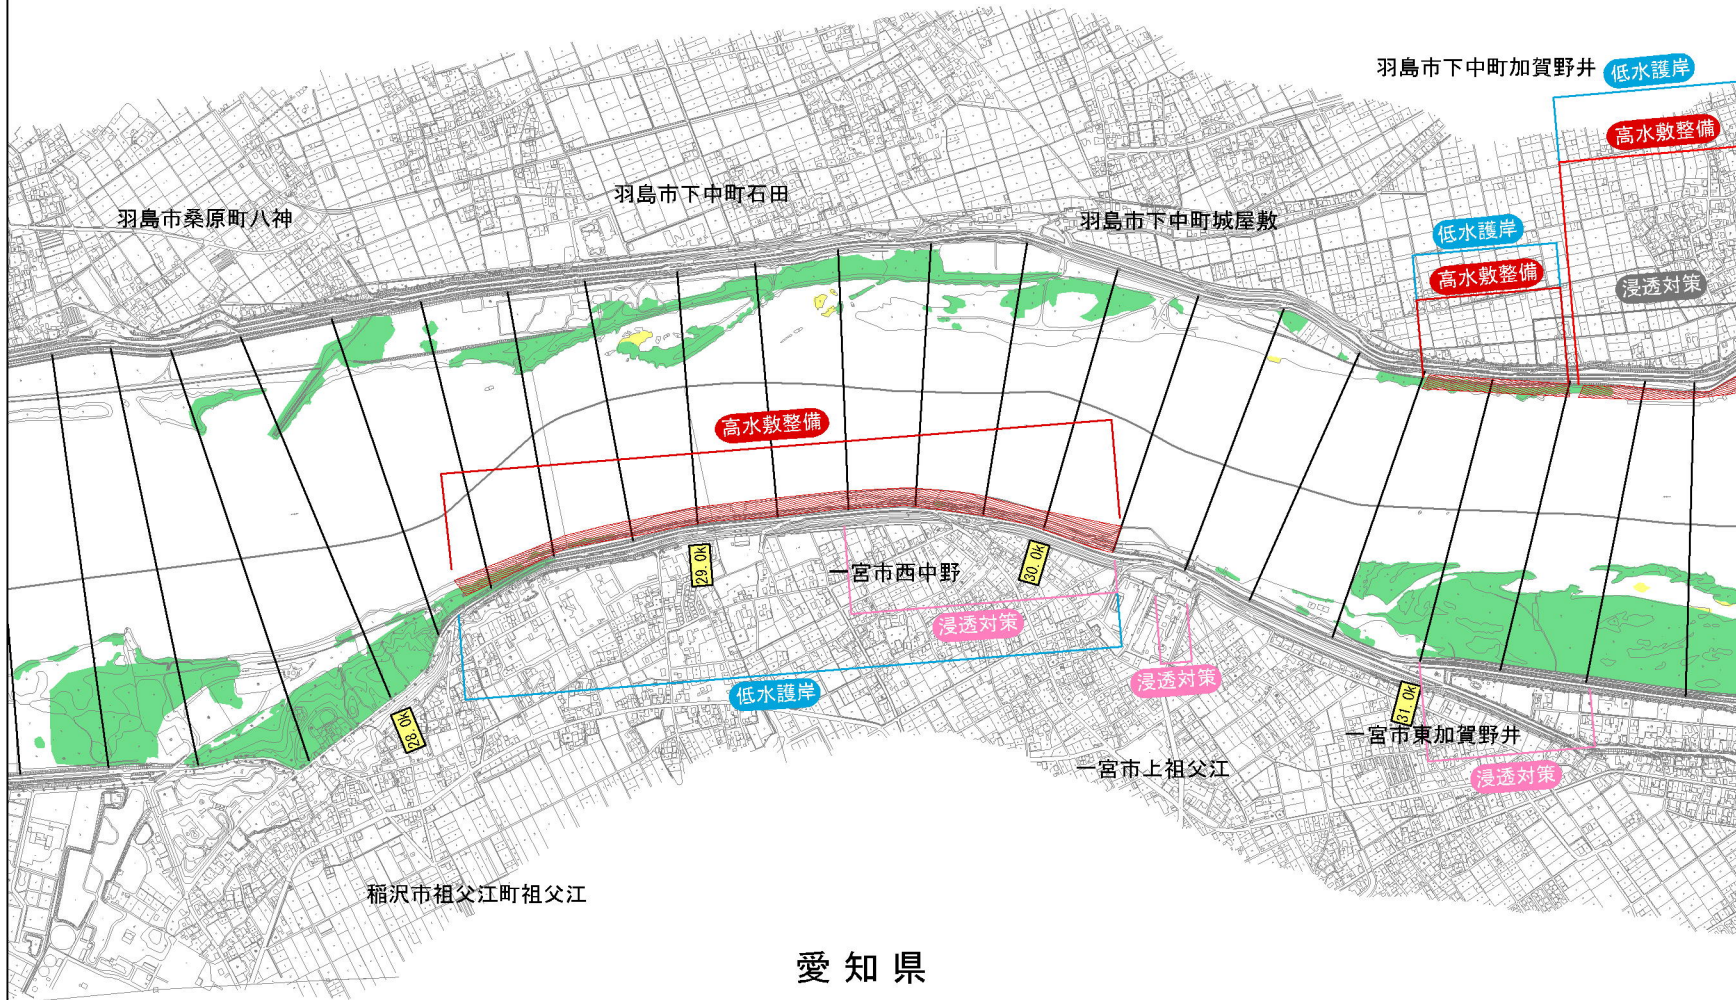 羽島市下中町加賀野井
低水護岸
高水敷整備
羽島市下中町石田
羽島市桑原町八神
羽島市下中町城屋敷
低水護岸
高水敷整備
浸透対策
高水敷整備
29.0k
30.0k
一宮市西中野
浸透対策
浸透対策
低水護岸
28.0k
31.0k
一宮市東加賀野井
一宮市上祖父江
浸透対策
稲沢市祖父江町祖父江
愛知県